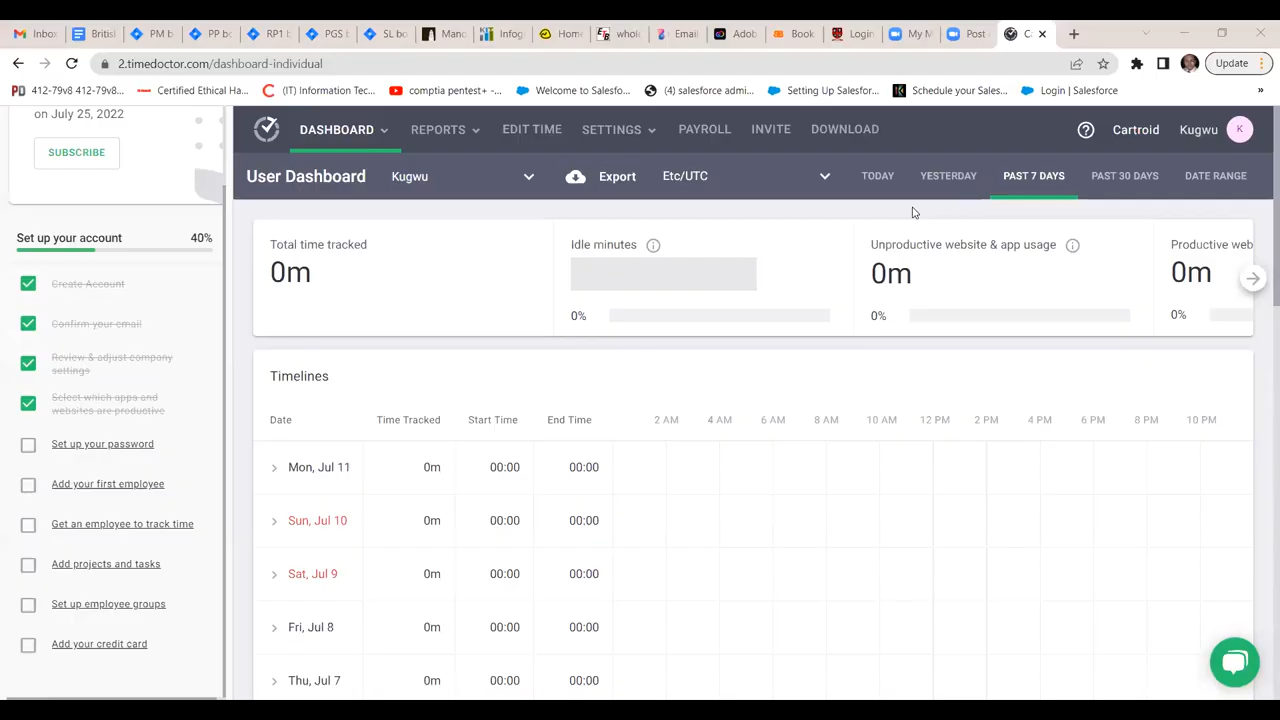 Inbox
British
PM b
PP bo
RP1 b
PGS
SL bo
Mano
Infog
Home
whole
Email
Adob
Book
Login
My M
Post
C
2.timedoctor.com/dashboard-individual
Update
412-79v8 412-79v8...
Certified Ethical Ha...
(IT) Information Tec...
comptia pentest+ -...
Welcome to Salesfo...
(4) salesforce admi...
Setting Up Salesfor...
Schedule your Sales...
Login | Salesforce
»
on July 25, 2022
SUBSCRIBE
DASHBOARD
REPORTS
EDIT TIME
SETTINGS
PAYROLL
INVITE
DOWNLOAD
Cartroid
Kugwu
K
User Dashboard
Kugwu
Export
Etc/UTC
TODAY
YESTERDAY
PAST 7 DAYS
PAST 30 DAYS
DATE RANGE
Set up your account 40%
Create Account
Confirm your email
Review & adjust company
settings
Select which apps and
websites are productive
Set up your password
Add your first employee
Get an employee to track time
Add projects and tasks
Set up employee groups
Add your credit card
Total time tracked
0m
Idle minutes
0%
Unproductive website & app usage
0m
0%
Productive web
0m
0%
Timelines
Date Time Tracked Start Time End Time 2 AM 4 AM 6 AM 8 AM 10 AM 12 PM 2 PM 4 PM 6 PM 8 PM 10 PM
Mon, Jul 11 0m 00:00 00:00
Sun, Jul 10 0m 00:00 00:00
Sat, Jul 9 0m 00:00 00:00
Fri, Jul 8 0m 00:00 00:00
Thu, Jul 7 0m 00:00 00:00